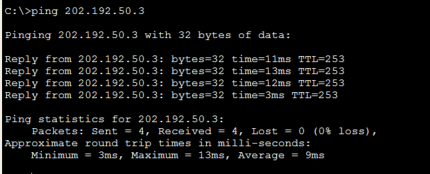 C:\>ping 202.192.50.3
Pinging 202.192.50.3 with 32 bytes of data:
Reply from 202.192.50.3: bytes=32 time=11ms TTL=253
Reply from 202.192.50.3: bytes=32 time=13ms TTL=253
Reply from 202.192.50.3: bytes=32 time=12ms TTL=253
Reply from 202.192.50.3: bytes=32 time=3ms TTL=253
Ping statistics for 202.192.50.3:
    Packets: Sent = 4, Received = 4, Lost = 0 (0% loss),
Approximate round trip times in milli-seconds:
    Minimum = 3ms, Maximum = 13ms, Average = 9ms